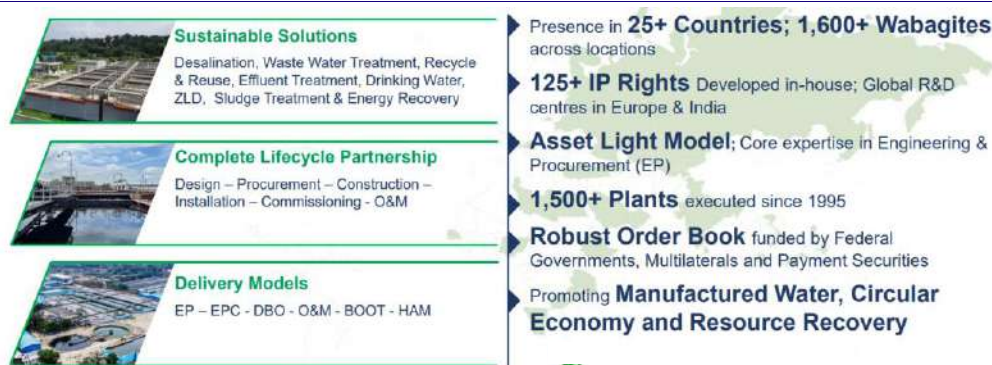 Sustainable Solutions
Desalination, Waste Water Treatment, Recycle
& Reuse, Effluent Treatment, Drinking Water,
ZLD, Sludge Treatment & Energy Recovery
Complete Lifecycle Partnership
Design – Procurement – Construction –
Installation – Commissioning - O&M
Delivery Models
EP – EPC - DBO - O&M - BOOT - HAM
Presence in 25+ Countries; 1,600+ Wabagites
across locations
125+ IP Rights Developed in-house; Global R&D
centres in Europe & India
Asset Light Model; Core expertise in Engineering &
Procurement (EP)
1,500+ Plants executed since 1995
Robust Order Book funded by Federal
Governments, Multilaterals and Payment Securities
Promoting Manufactured Water, Circular
Economy and Resource Recovery